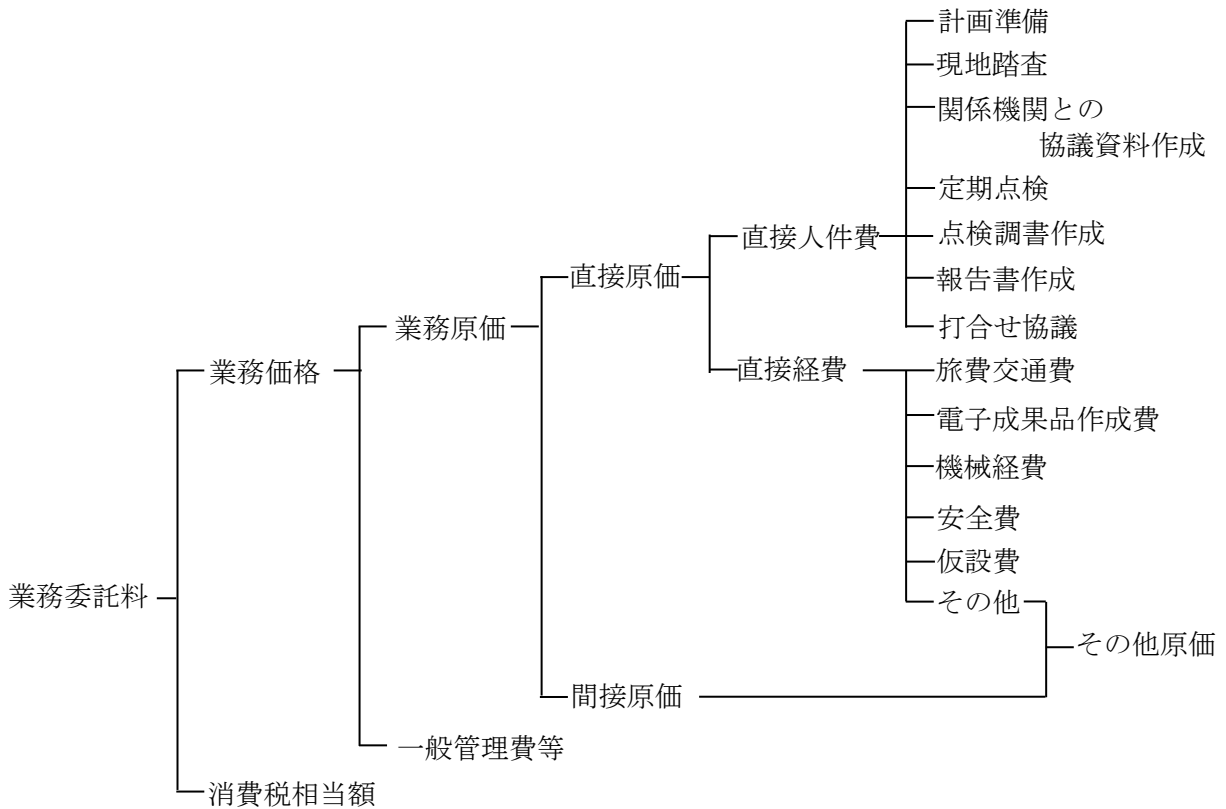 計画準備
現地踏査
関係機関との
協議資料作成
定期点検
直接人件費
点検調書作成
直接原価
報告書作成
業務原価
打合せ協議
業務価格
直接経費
旅費交通費
電子成果品作成費
機械経費
安全費
仮設費
業務委託料
その他
その他原価
間接原価
一般管理費等
消費税相当額